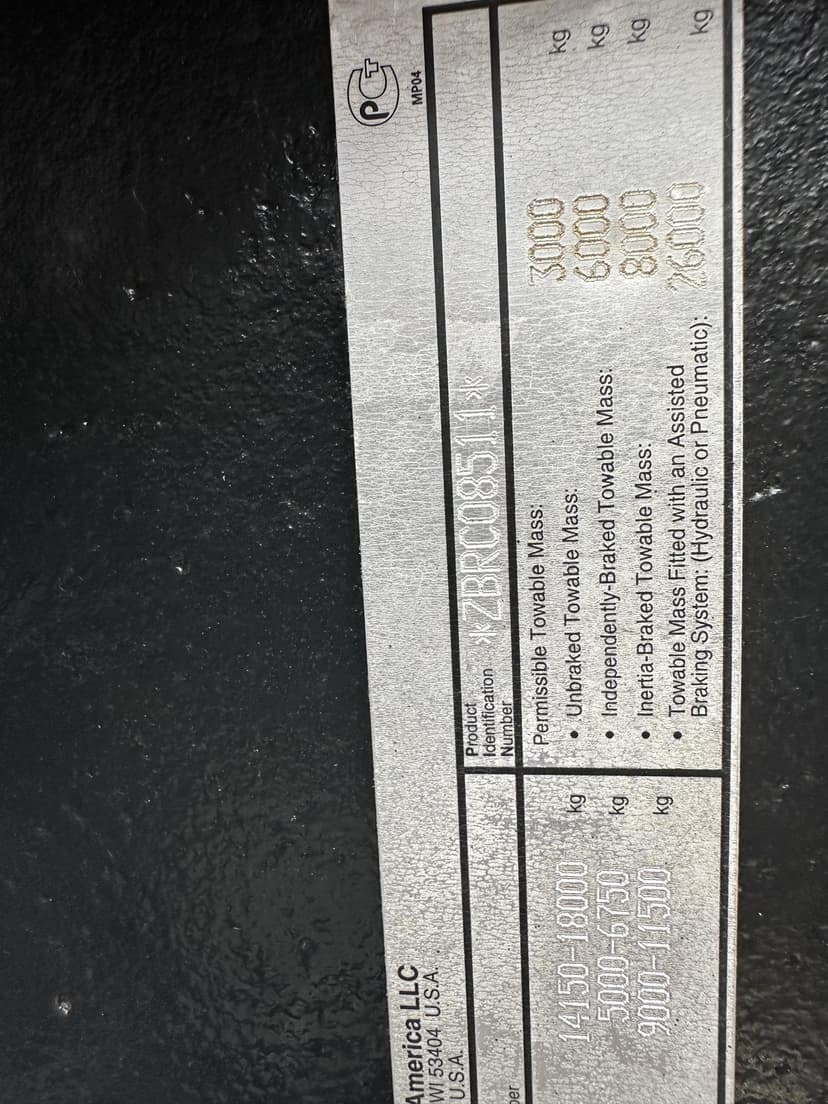 America LLC
WI 53404 U.S.A.
U.S.A.
PCT
MP04
Product
Identification
Number
*ZBRC08511*
14150-18000 kg
5000-6750 kg
9000-11500 kg
Permissible Towable Mass:
• Unbraked Towable Mass: 3000 kg
• Independently-Braked Towable Mass: 6000 kg
• Inertia-Braked Towable Mass: 8000 kg
• Towable Mass Fitted with an Assisted
Braking System: (Hydraulic or Pneumatic): 26000 kg